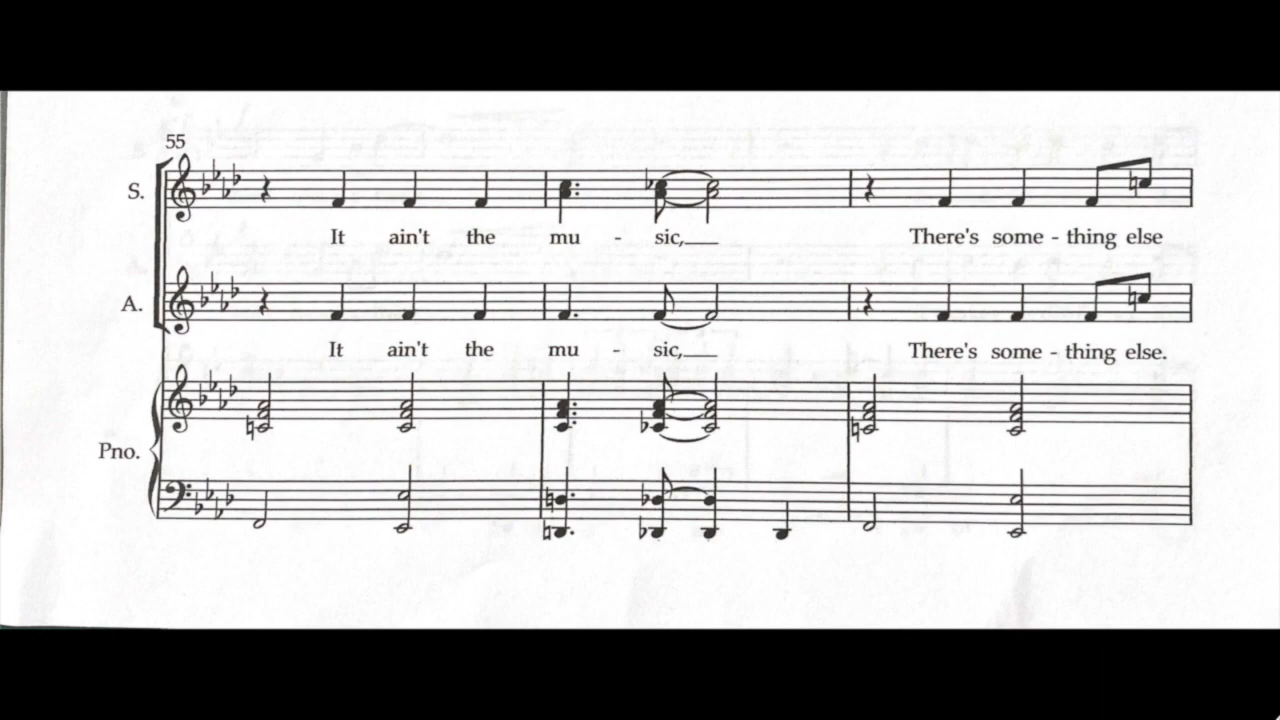 55
S.
It ain't the mu - sic, There's some - thing else
A.
It ain't the mu - sic, There's some - thing else.
Pno.